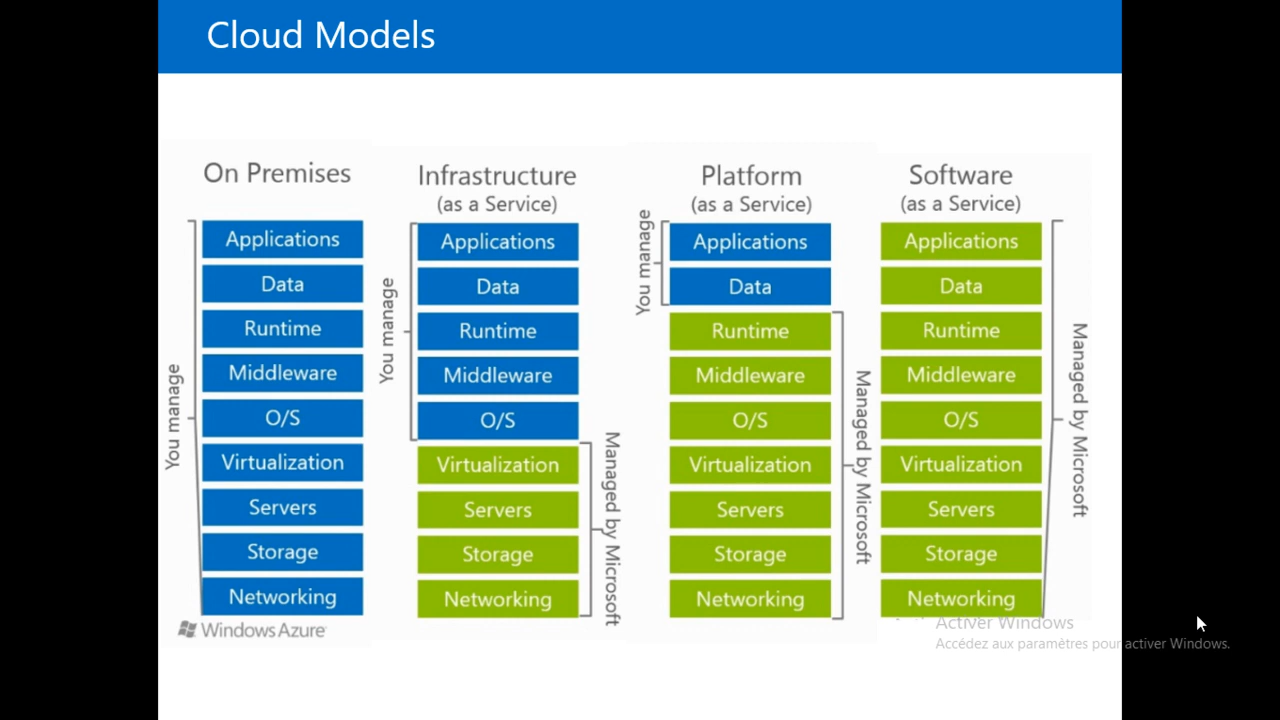 Cloud Models
On Premises
You manage
Applications
Data
Runtime
Middleware
O/S
Virtualization
Servers
Storage
Networking
Windows Azure
Infrastructure
(as a Service)
You manage
Applications
Data
Runtime
Middleware
O/S
Virtualization
Servers
Storage
Networking
Managed by Microsoft
Platform
(as a Service)
You manage
Applications
Data
Runtime
Middleware
O/S
Virtualization
Servers
Storage
Networking
Managed by Microsoft
Software
(as a Service)
Applications
Data
Runtime
Middleware
O/S
Virtualization
Servers
Storage
Networking
Managed by Microsoft
Activer Windows
Accédez aux paramètres pour activer Windows.